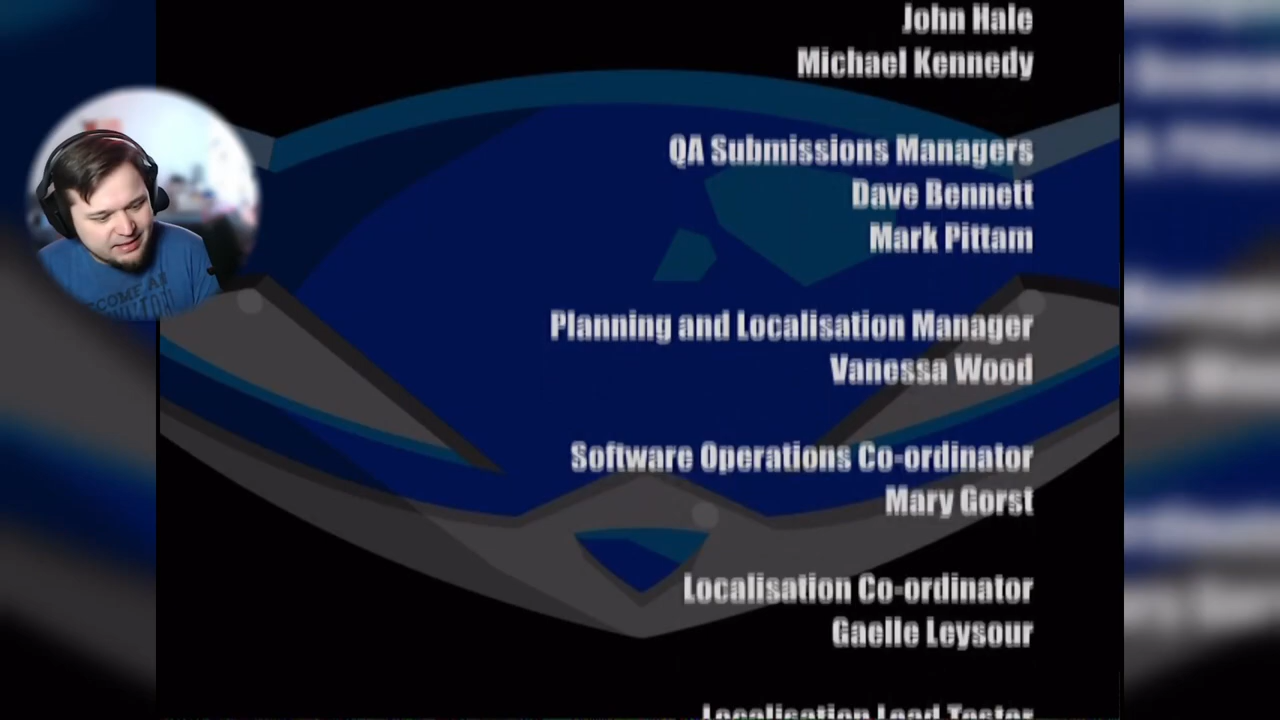 John Hale
Michael Kennedy
QA Submissions Managers
Dave Bennett
Mark Pittam
Planning and Localisation Manager
Vanessa Wood
Software Operations Co-ordinator
Mary Gorst
Localisation Co-ordinator
Gaelle Leysour
Localisation Lead Tester